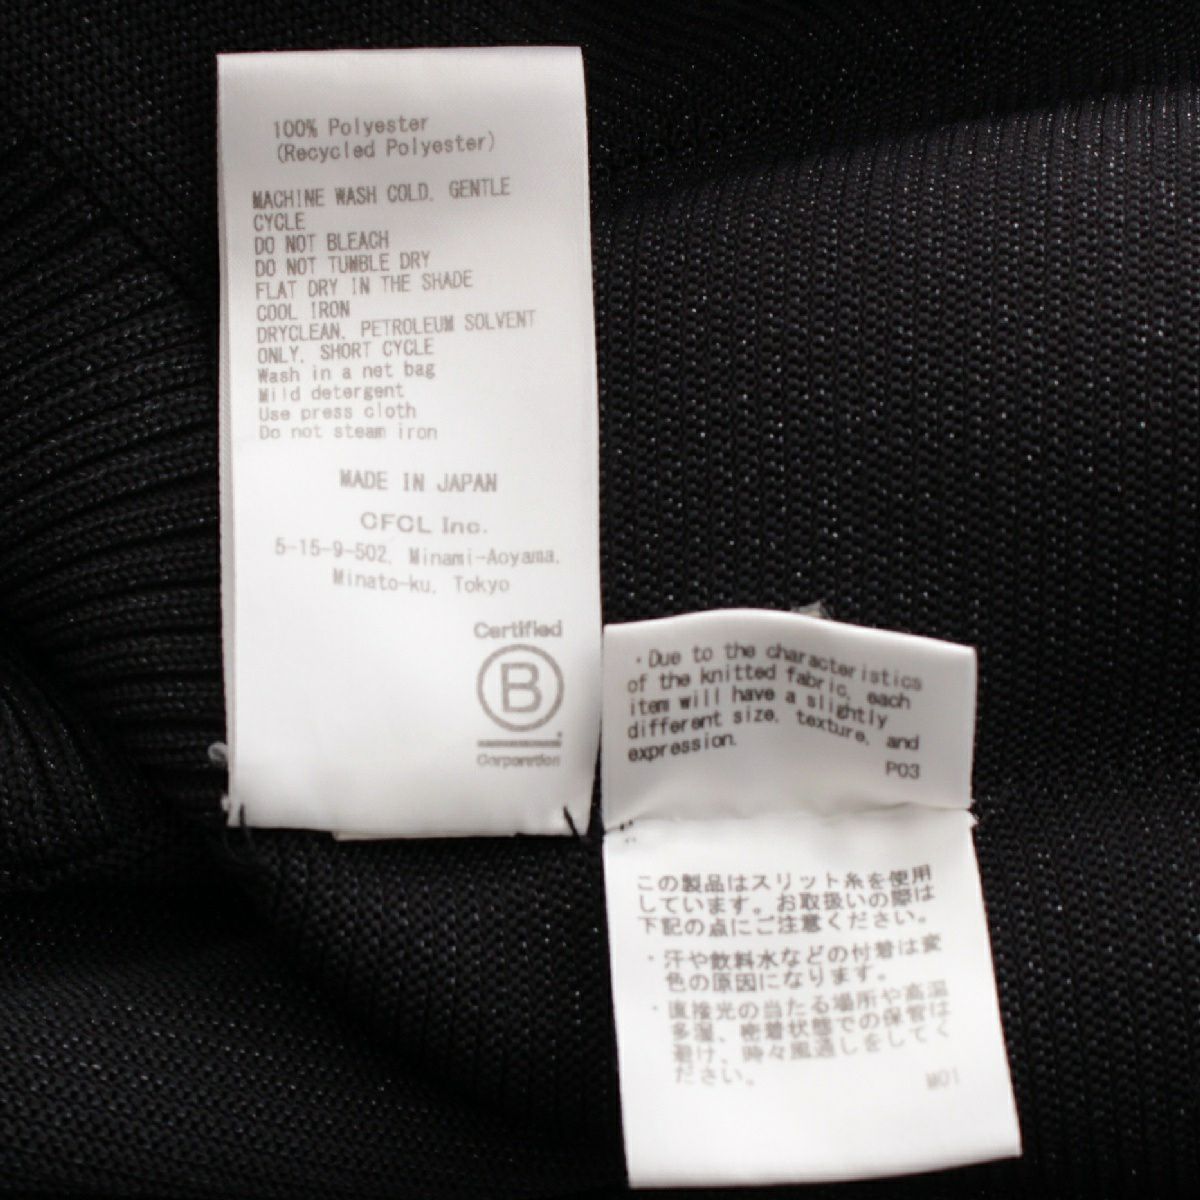 100% Polyester
(Recycled Polyester)
MACHINE WASH COLD, GENTLE
CYCLE
DO NOT BLEACH
DO NOT TUMBLE DRY
FLAT DRY IN THE SHADE
COOL IRON
DRYCLEAN, PETROLEUM SOLVENT
ONLY, SHORT CYCLE
Wash in a net bag
Mild detergent
Use press cloth
Do not steam iron
MADE IN JAPAN
CFCL Inc.
5-15-9-502, Minami-Aoyama,
Minato-ku, Tokyo
Certified
B
Corporation
・Due to the characteristics
of the knitted fabric, each
item will have a slightly
different size, texture, and
expression.
P03
この製品はスリット糸を使用
しています。お取扱いの際は
下記の点にご注意ください。
・汗や飲料水などの付着は変
色の原因になります。
・直接光の当たる場所や高温
多湿、密着状態での保管は
避け、時々風通しをしてく
ださい。
M01